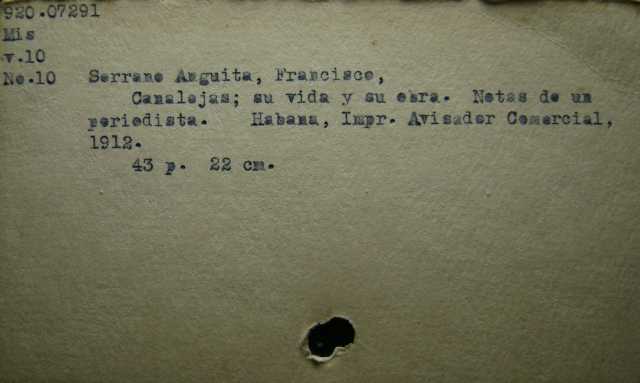 920.07291
Mis
v.10
No.10 Serrano Anguita, Francisco,
Canalejas; su vida y su obra. Notas de un
periodista. Habana, Impr. Avisador Comercial,
1912.
43 p. 22 cm.